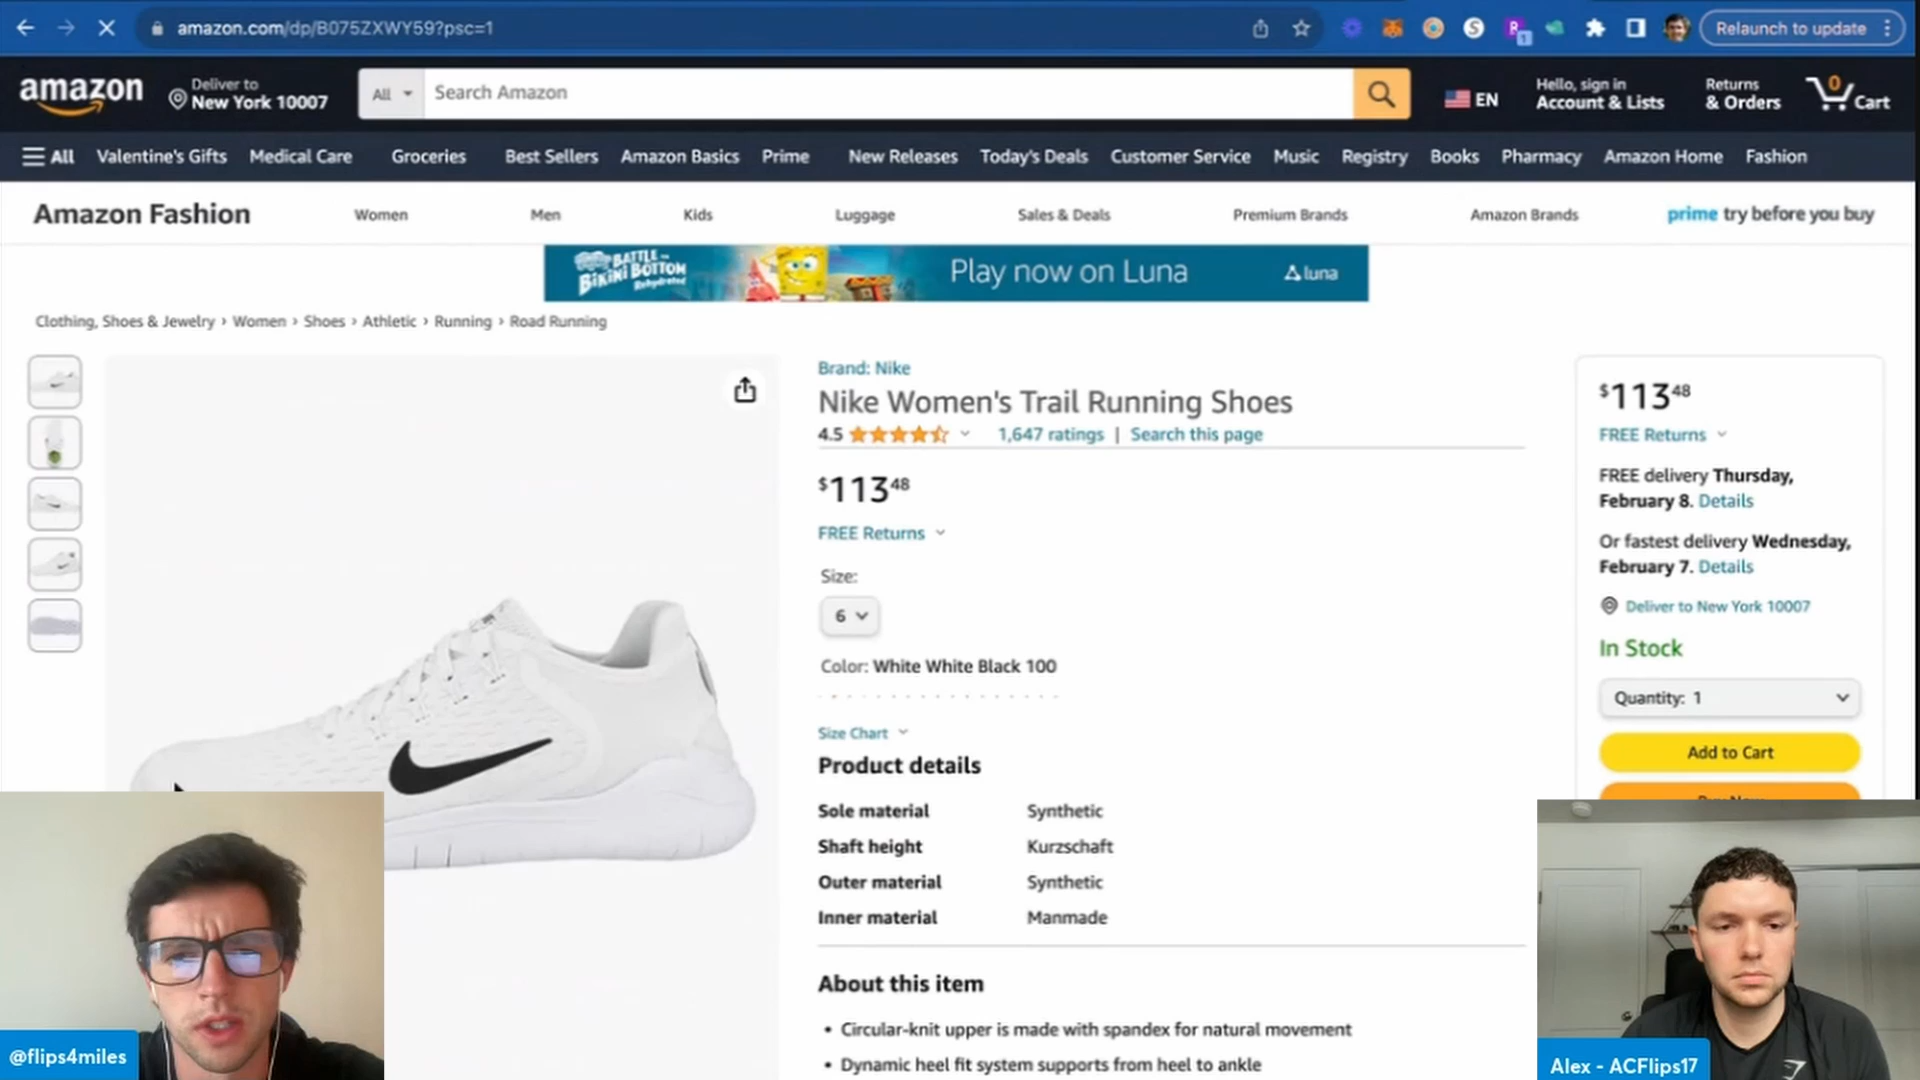 amazon.com/dp/B075ZXWY59?psc=1
Relaunch to update
amazon
Deliver to
New York 10007
All
Search Amazon
EN
Hello, sign in
Account & Lists
Returns
& Orders
0
Cart
All
Valentine's Gifts
Medical Care
Groceries
Best Sellers
Amazon Basics
Prime
New Releases
Today's Deals
Customer Service
Music
Registry
Books
Pharmacy
Amazon Home
Fashion
Amazon Fashion
Women
Men
Kids
Luggage
Sales & Deals
Premium Brands
Amazon Brands
prime try before you buy
BATTLE
BIKINI BOTTOM
Rehydrated
Play now on Luna
luna
Clothing, Shoes & Jewelry › Women › Shoes › Athletic › Running › Road Running
Brand: Nike
Nike Women's Trail Running Shoes
4.5
1,647 ratings | Search this page
$113 48
FREE Returns
Size:
6
Color: White White Black 100
Size Chart
Product details
Sole material Synthetic
Shaft height Kurzschaft
Outer material Synthetic
Inner material Manmade
About this item
• Circular-knit upper is made with spandex for natural movement
• Dynamic heel fit system supports from heel to ankle
$113 48
FREE Returns
FREE delivery Thursday,
February 8. Details
Or fastest delivery Wednesday,
February 7. Details
Deliver to New York 10007
In Stock
Quantity: 1
Add to Cart
@flips4miles
Alex - ACFlips17